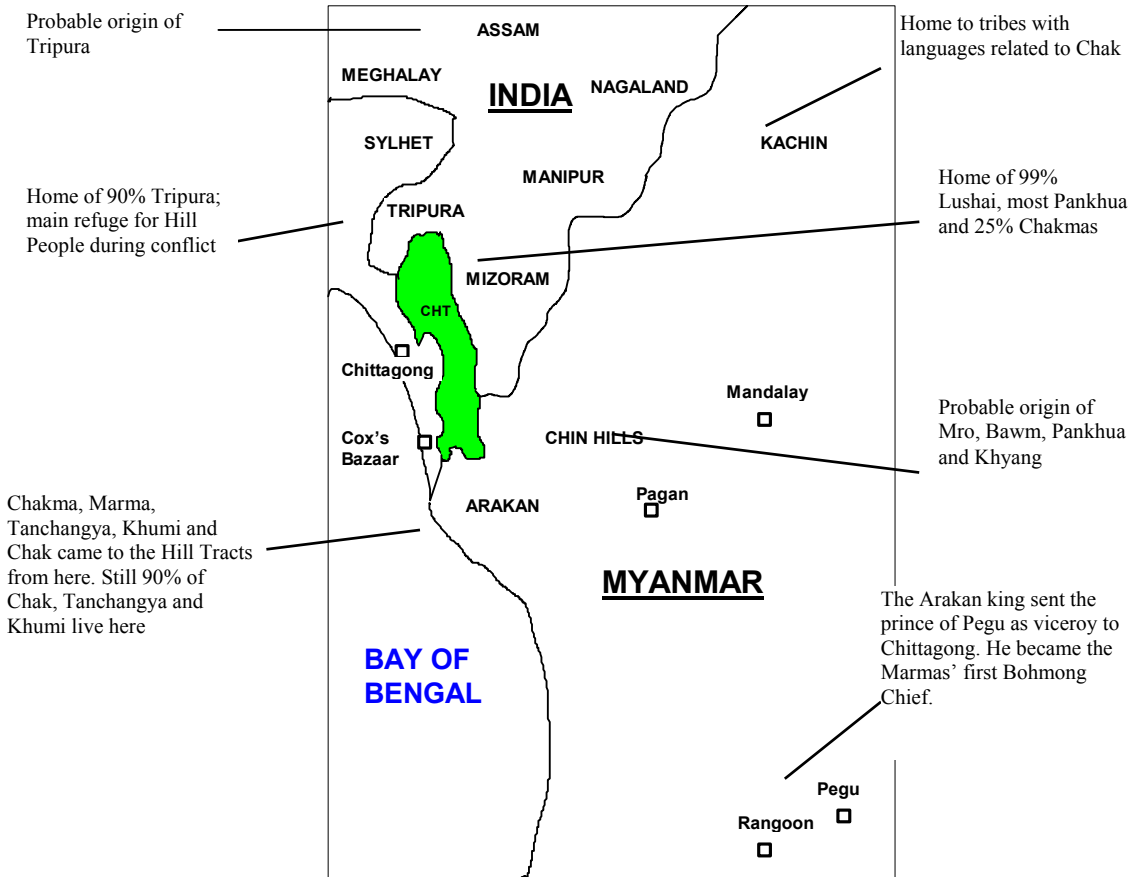 Probable origin of
Tripura
ASSAM
Home to tribes with
languages related to Chak
MEGHALAY
INDIA
NAGALAND
SYLHET
KACHIN
MANIPUR
Home of 90% Tripura;
main refuge for Hill
People during conflict
TRIPURA
Home of 99%
Lushai, most Pankhua
and 25% Chakmas
MIZORAM
CHT
Chittagong
Mandalay
Cox's
Bazaar
CHIN HILLS
Probable origin of
Mro, Bawm, Pankhua
and Khyang
Chakma, Marma,
Tanchangya, Khumi and
Chak came to the Hill Tracts
from here. Still 90% of
Chak, Tanchangya and
Khumi live here
ARAKAN
Pagan
MYANMAR
The Arakan king sent the
prince of Pegu as viceroy to
Chittagong. He became the
Marmas' first Bohmong
Chief.
BAY OF
BENGAL
Pegu
Rangoon